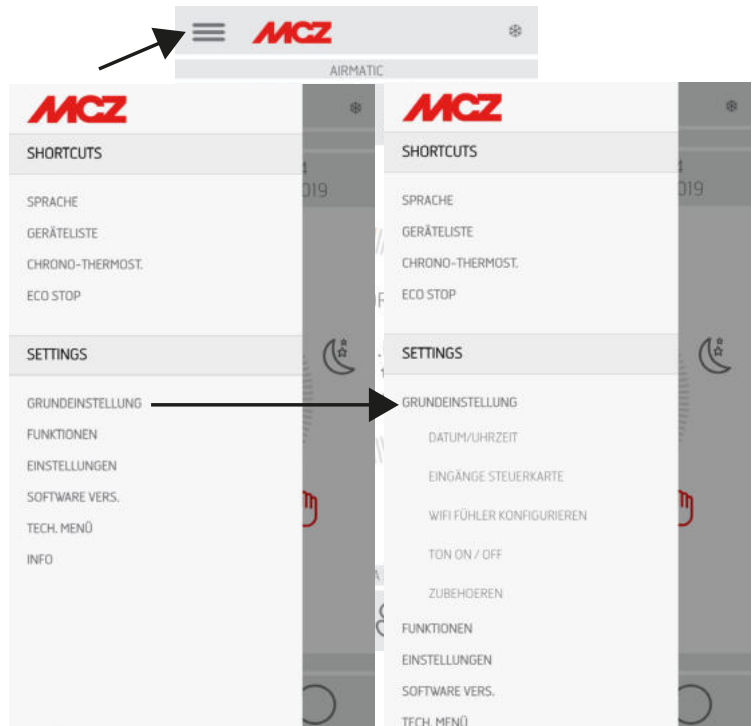 MCZ
AIRMATIC
MCZ
SHORTCUTS
SPRACHE
GERÄTELISTE
CHRONO-THERMOST.
ECO STOP
SETTINGS
GRUNDEINSTELLUNG
FUNKTIONEN
EINSTELLUNGEN
SOFTWARE VERS.
TECH. MENÜ
INFO
019
MCZ
SHORTCUTS
SPRACHE
GERÄTELISTE
CHRONO-THERMOST.
ECO STOP
SETTINGS
GRUNDEINSTELLUNG
DATUM/UHRZEIT
EINGÄNGE STEUERKARTE
WIFI FÜHLER KONFIGURIEREN
TON ON / OFF
ZUBEHOEREN
FUNKTIONEN
EINSTELLUNGEN
SOFTWARE VERS.
TECH. MENÜ
019